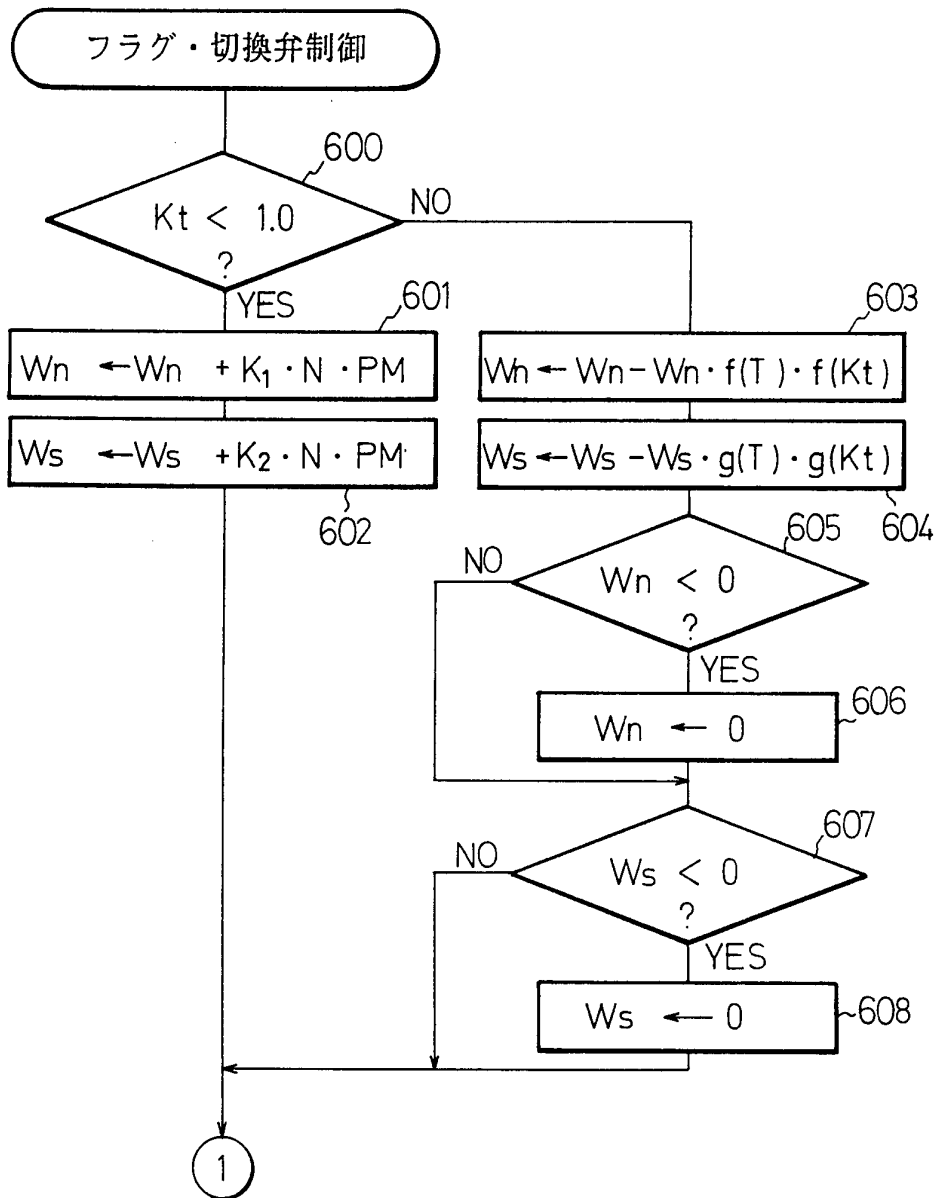 フラグ・切換弁制御
600
Kt < 1.0
?
NO
YES
601
Wn ←Wn + K₁・N・PM
Ws ←Ws +K₂・N・PM
602
603
Wn ← Wn−Wn・f(T)・f(Kt)
Ws←Ws −Ws・g(T)・g(Kt)
604
605
NO
Wn < 0
?
YES
606
Wn ← 0
607
NO
Ws < 0
?
YES
Ws ← 0
608
1